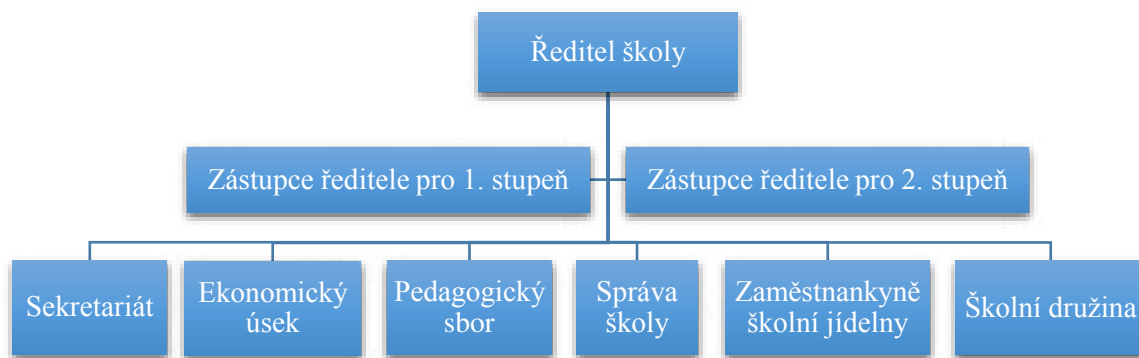 Ředitel školy
Zástupce ředitele pro 1. stupeň
Zástupce ředitele pro 2. stupeň
Sekretariát
Ekonomický
úsek
Pedagogický
sbor
Správa
školy
Zaměstnankyně
školní jídelny
Školní družina